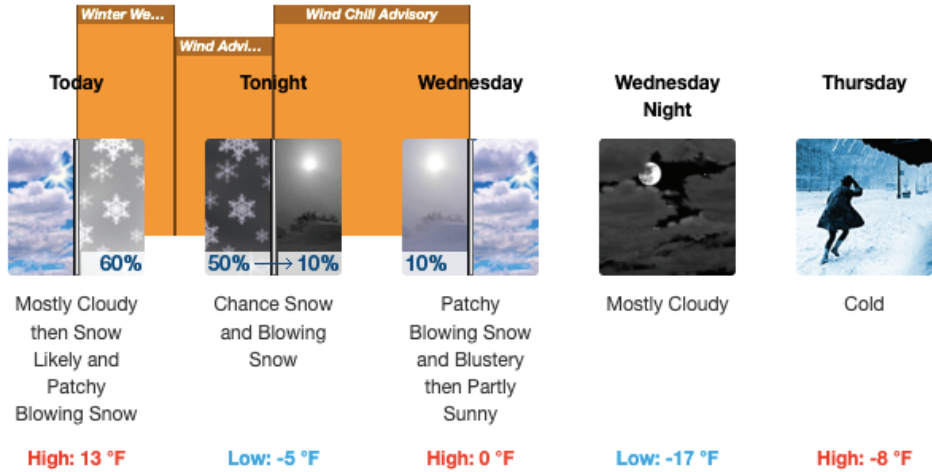 Winter We...
Wind Chill Advisory
Wind Advi...
Today
Tonight
Wednesday
Wednesday
Night
Thursday
60%
50% → 10%
10%
Mostly Cloudy
then Snow
Likely and
Patchy
Blowing Snow
Chance Snow
and Blowing
Snow
Patchy
Blowing Snow
and Blustery
then Partly
Sunny
Mostly Cloudy
Cold
High: 13 °F
Low: -5 °F
High: 0 °F
Low: -17 °F
High: -8 °F